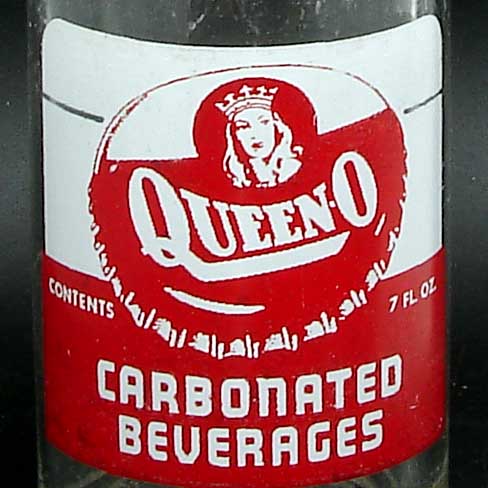 QUEEN-O
CONTENTS 7 FL. OZ.
CARBONATED
BEVERAGES